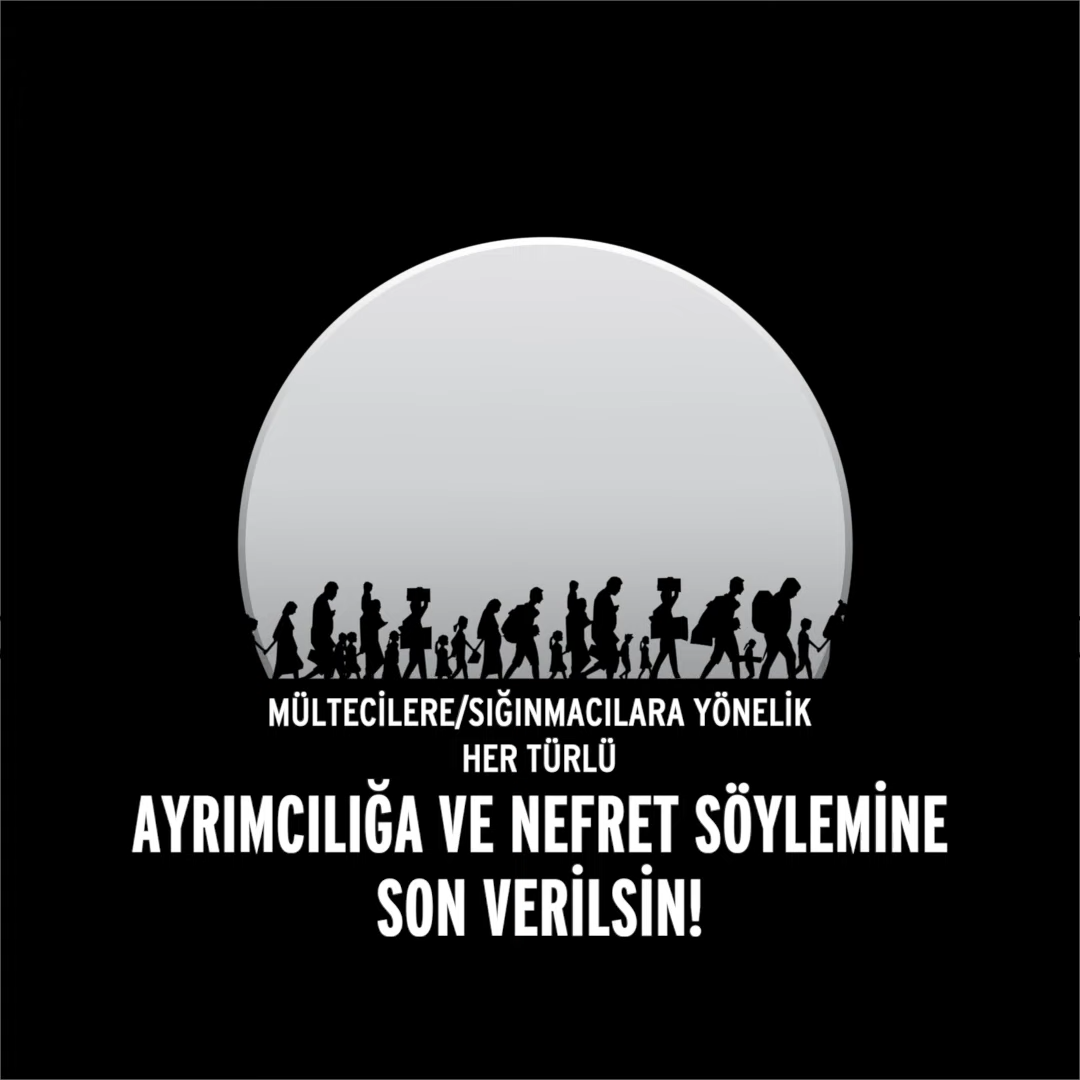 MÜLTECİLERE/SIĞINMACILARA YÖNELİK
HER TÜRLÜ
AYRIMCILIĞA VE NEFRET SÖYLEMİNE
SON VERİLSİN!